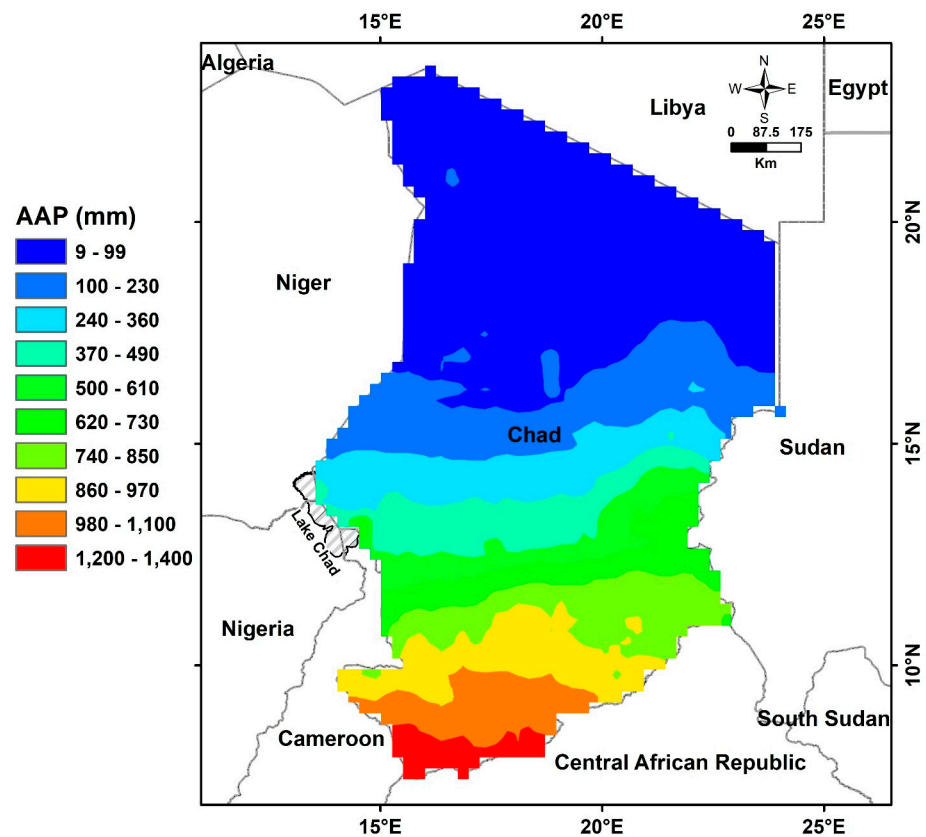 15°E 20°E 25°E
Algeria
Libya
Egypt
N
W E
S
0 87.5 175
Km
20°N
AAP (mm)
9 - 99
100 - 230
240 - 360
370 - 490
500 - 610
620 - 730
740 - 850
860 - 970
980 - 1,100
1,200 - 1,400
Niger
Chad
Sudan
15°N
Lake Chad
Nigeria
10°N
Cameroon
South Sudan
Central African Republic
15°E 20°E 25°E